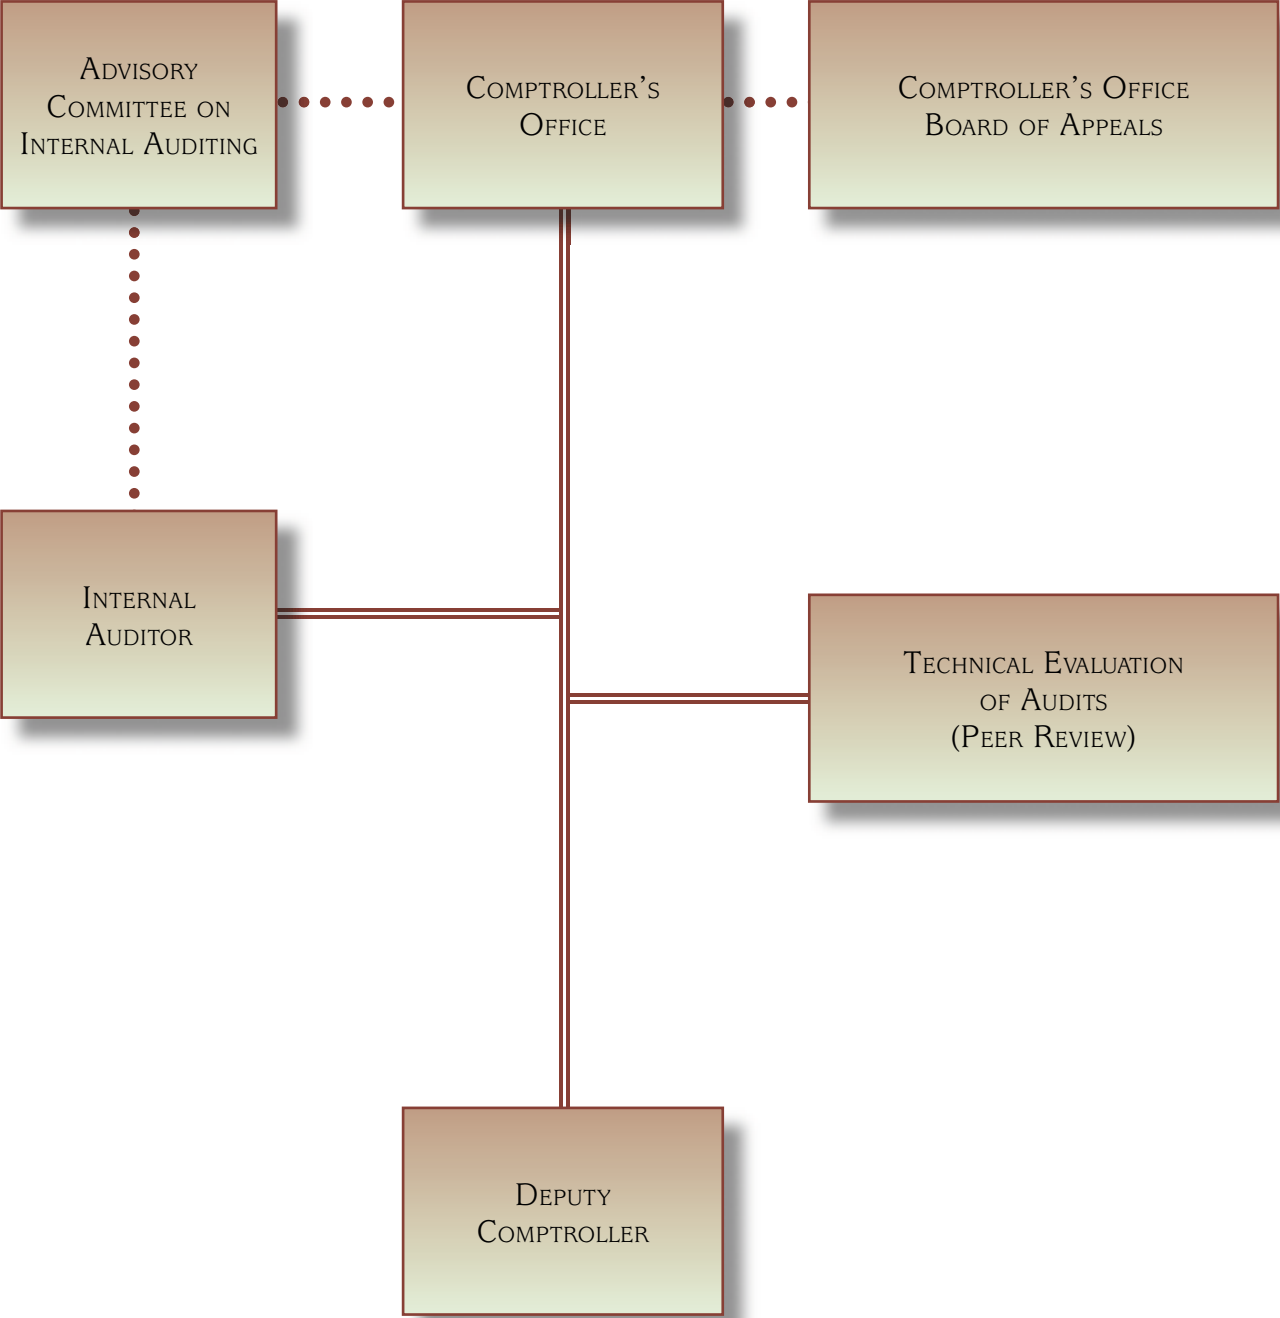 Advisory
Committee on
Internal Auditing
Comptroller's
Office
Comptroller's Office
Board of Appeals
Internal
Auditor
Technical Evaluation
of Audits
(Peer Review)
Deputy
Comptroller